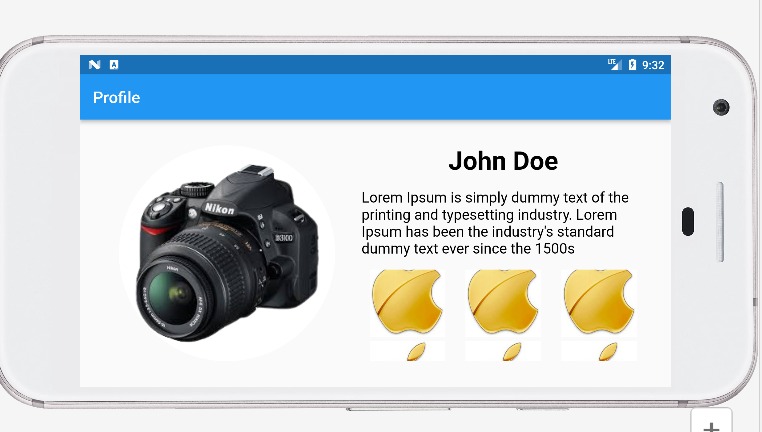 LTE 9:32
Profile
Nikon
D3100
John Doe
Lorem Ipsum is simply dummy text of the
printing and typesetting industry. Lorem
Ipsum has been the industry's standard
dummy text ever since the 1500s